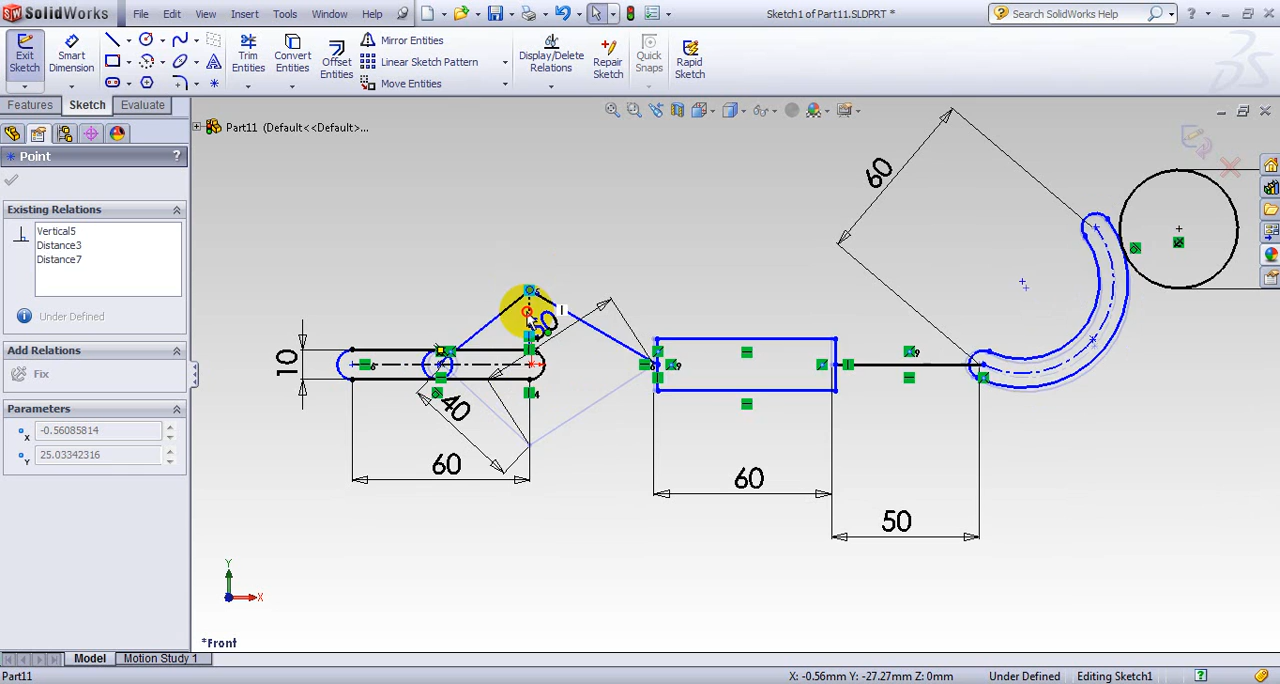 SolidWorks File Edit View Insert Tools Window Help Sketch1 of Part11.SLDPRT * Search SolidWorks Help
Exit Sketch Smart Dimension Trim Entities Convert Entities Offset Entities Mirror Entities Linear Sketch Pattern Move Entities Display/Delete Relations Repair Sketch Quick Snaps Rapid Sketch
Features Sketch Evaluate
Part11 (Default<<Default>...
Point ?
Existing Relations
Vertical5
Distance3
Distance7
Under Defined
Add Relations
Fix
Parameters
X -0.56085814
Y 25.03342316
60
50
10
40
60
60
50
Y
X
*Front
Model Motion Study 1
Part11 X: -0.56mm Y: -27.27mm Z: 0mm Under Defined Editing Sketch1